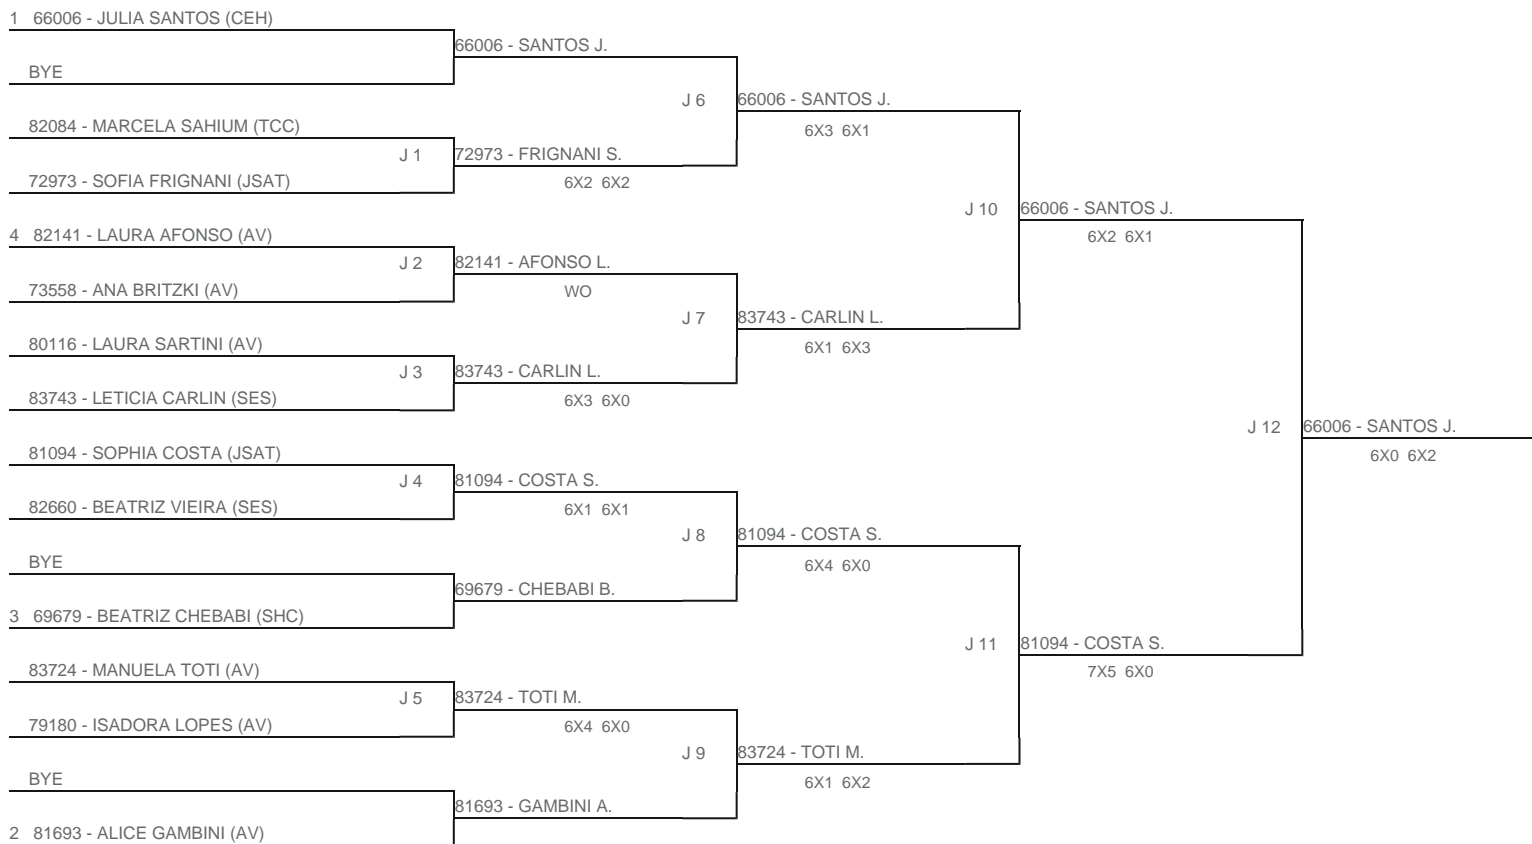 1 66006 - JULIA SANTOS (CEH)
BYE
82084 - MARCELA SAHIUM (TCC)
72973 - SOFIA FRIGNANI (JSAT)
4 82141 - LAURA AFONSO (AV)
73558 - ANA BRITZKI (AV)
80116 - LAURA SARTINI (AV)
83743 - LETICIA CARLIN (SES)
81094 - SOPHIA COSTA (JSAT)
82660 - BEATRIZ VIEIRA (SES)
BYE
3 69679 - BEATRIZ CHEBABI (SHC)
83724 - MANUELA TOTI (AV)
79180 - ISADORA LOPES (AV)
BYE
2 81693 - ALICE GAMBINI (AV)
66006 - SANTOS J.
J 1
72973 - FRIGNANI S.
6X2 6X2
J 2
82141 - AFONSO L.
WO
J 3
83743 - CARLIN L.
6X3 6X0
J 4
81094 - COSTA S.
6X1 6X1
69679 - CHEBABI B.
J 5
83724 - TOTI M.
6X4 6X0
81693 - GAMBINI A.
J 6
66006 - SANTOS J.
6X3 6X1
J 7
83743 - CARLIN L.
6X1 6X3
J 8
81094 - COSTA S.
6X4 6X0
J 9
83724 - TOTI M.
6X1 6X2
J 10
66006 - SANTOS J.
6X2 6X1
J 11
81094 - COSTA S.
7X5 6X0
J 12
66006 - SANTOS J.
6X0 6X2